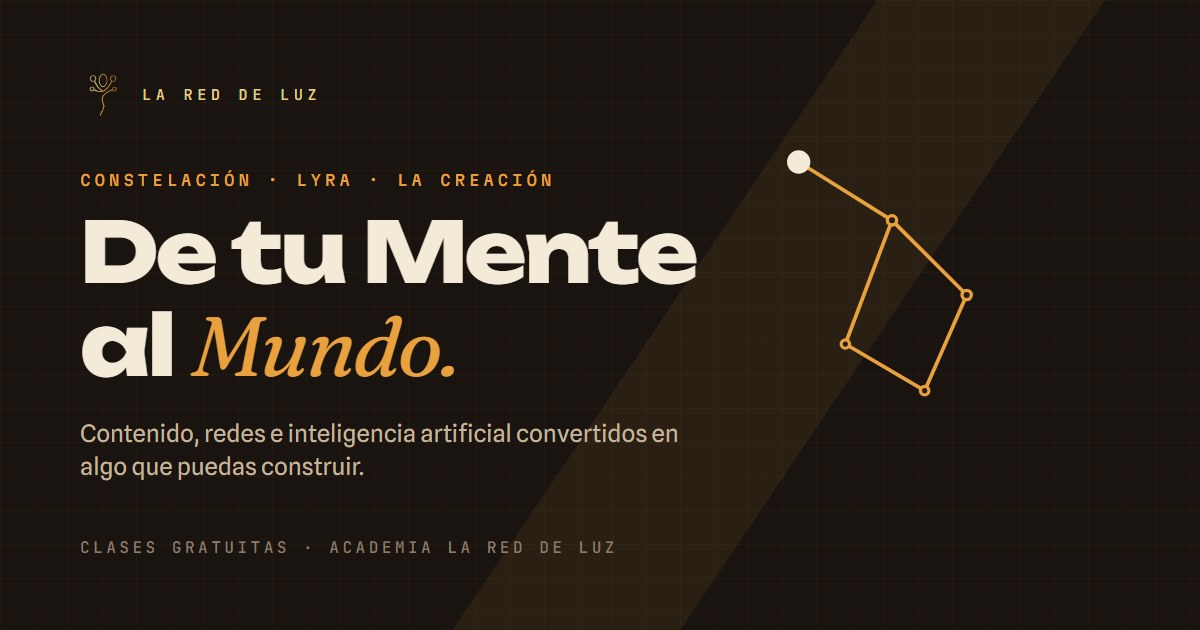 LA RED DE LUZ
CONSTELACIÓN · LYRA · LA CREACIÓN
De tu Mente
al Mundo.
Contenido, redes e inteligencia artificial convertidos en
algo que puedas construir.
CLASES GRATUITAS · ACADEMIA LA RED DE LUZ